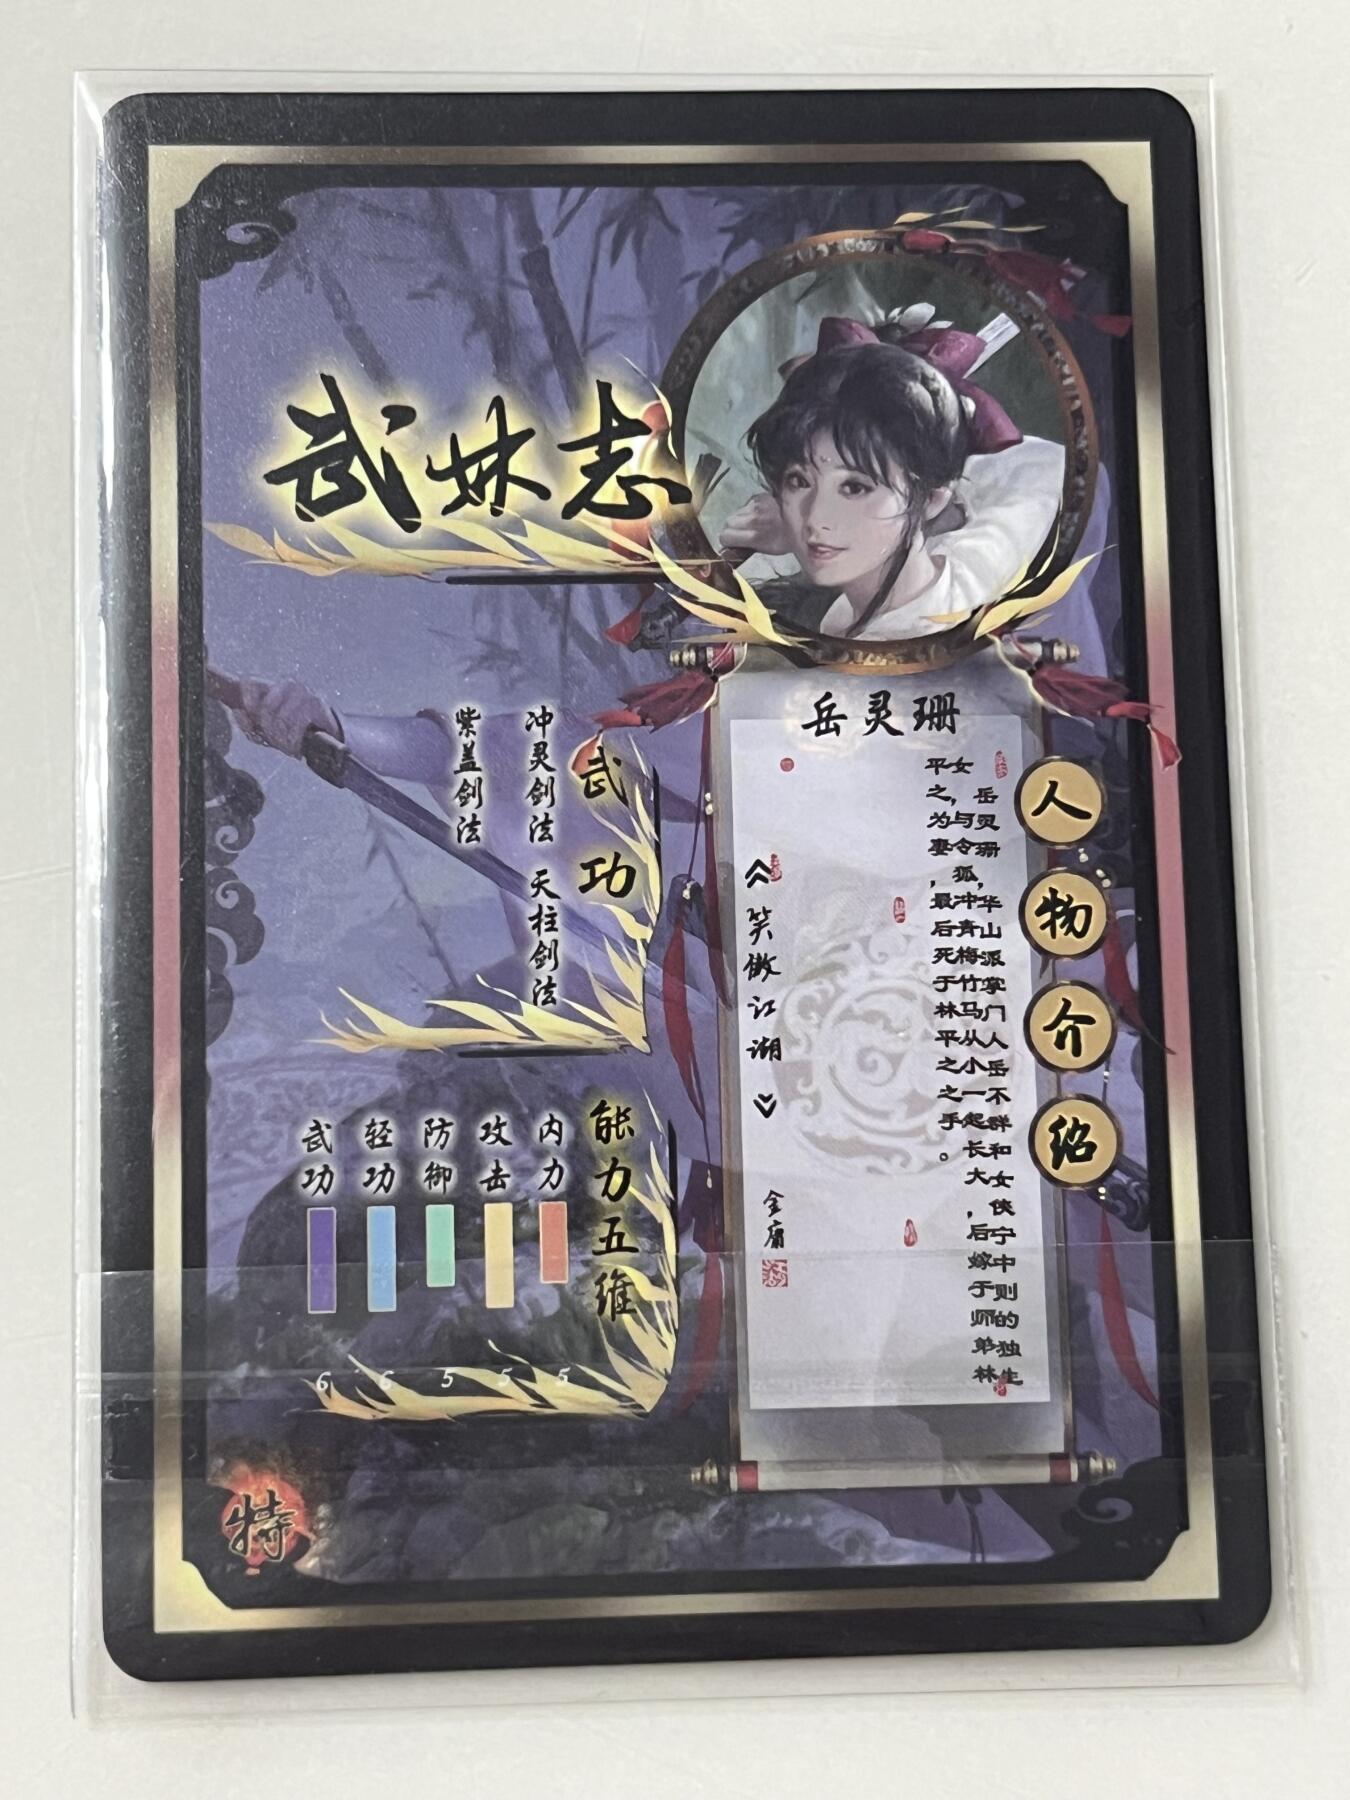 武妹志
岳灵珊
人物介绍
岳灵珊，华山派掌门人岳不群和女侠宁中则的独生
女，与令狐冲青梅竹马从小一起长大，后嫁于师弟林
平之为妻，最后死于林平之之手。
《笑傲江湖》
金庸
武功
冲灵剑法 天柱剑法
紫盖剑法
能力五维
内力 5
攻击 5
防御 5
轻功 6
武功 6
特